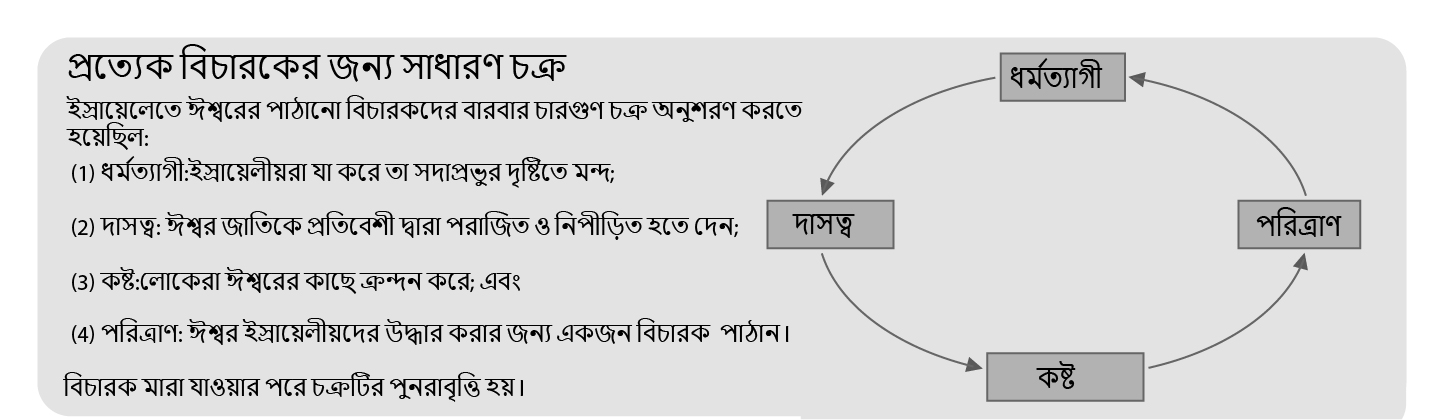 প্রত্যেক বিচারকের জন্য সাধারণ চক্র
ইস্রায়েলেতে ঈশ্বরের পাঠানো বিচারকদের বারবার চারগুণ চক্র অনুশরণ করতে
হয়েছিল:
(1) ধর্মত্যাগী:ইস্রায়েলীয়রা যা করে তা সদাপ্রভুর দৃষ্টিতে মন্দ;
(2) দাসত্ব: ঈশ্বর জাতিকে প্রতিবেশী দ্বারা পরাজিত ও নিপীড়িত হতে দেন;
(3) কষ্ট:লোকেরা ঈশ্বরের কাছে ক্রন্দন করে; এবং
(4) পরিত্রাণ: ঈশ্বর ইস্রায়েলীয়দের উদ্ধার করার জন্য একজন বিচারক পাঠান।
বিচারক মারা যাওয়ার পরে চক্রটির পুনরাবৃত্তি হয়।
ধর্মত্যাগী
দাসত্ব
পরিত্রাণ
কষ্ট